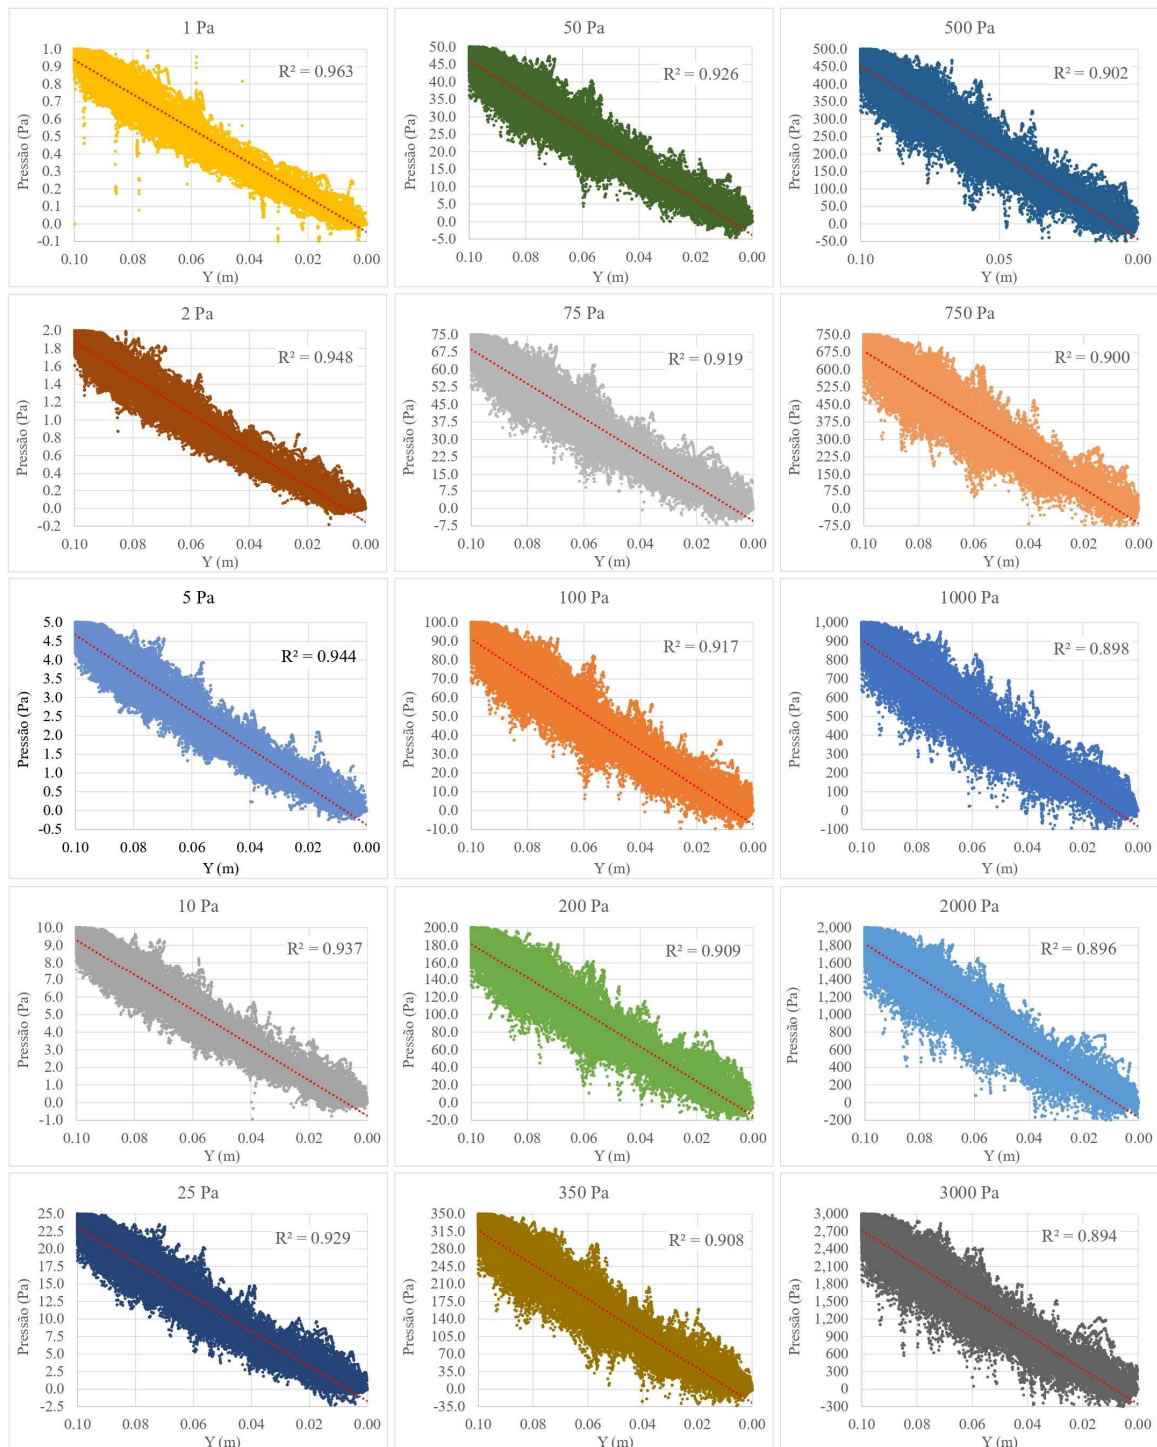 1 Pa
R² = 0.963
Pressão (Pa)
1.0
0.9
0.8
0.7
0.6
0.5
0.4
0.3
0.2
0.1
0.0
-0.1
0.10 0.08 0.06 0.04 0.02 0.00
Y (m)
50 Pa
R² = 0.926
Pressão (Pa)
50.0
45.0
40.0
35.0
30.0
25.0
20.0
15.0
10.0
5.0
0.0
-5.0
0.10 0.08 0.06 0.04 0.02 0.00
Y (m)
500 Pa
R² = 0.902
Pressão (Pa)
500.0
450.0
400.0
350.0
300.0
250.0
200.0
150.0
100.0
50.0
0.0
-50.0
0.10 0.05 0.00
Y (m)
2 Pa
R² = 0.948
Pressão (Pa)
2.0
1.8
1.6
1.4
1.2
1.0
0.8
0.6
0.4
0.2
0.0
-0.2
0.10 0.08 0.06 0.04 0.02 0.00
Y (m)
75 Pa
R² = 0.919
Pressão (Pa)
75.0
67.5
60.0
52.5
45.0
37.5
30.0
22.5
15.0
7.5
0.0
-7.5
0.10 0.08 0.06 0.04 0.02 0.00
Y (m)
750 Pa
R² = 0.900
Pressão (Pa)
750.0
675.0
600.0
525.0
450.0
375.0
300.0
225.0
150.0
75.0
0.0
-75.0
0.10 0.08 0.06 0.04 0.02 0.00
Y (m)
5 Pa
R² = 0.944
Pressão (Pa)
5.0
4.5
4.0
3.5
3.0
2.5
2.0
1.5
1.0
0.5
0.0
-0.5
0.10 0.08 0.06 0.04 0.02 0.00
Y (m)
100 Pa
R² = 0.917
Pressão (Pa)
100.0
90.0
80.0
70.0
60.0
50.0
40.0
30.0
20.0
10.0
0.0
-10.0
0.10 0.08 0.06 0.04 0.02 0.00
Y (m)
1000 Pa
R² = 0.898
Pressão (Pa)
1,000
900
800
700
600
500
400
300
200
100
0
-100
0.10 0.08 0.06 0.04 0.02 0.00
Y (m)
10 Pa
R² = 0.937
Pressão (Pa)
10.0
9.0
8.0
7.0
6.0
5.0
4.0
3.0
2.0
1.0
0.0
-1.0
0.10 0.08 0.06 0.04 0.02 0.00
Y (m)
200 Pa
R² = 0.909
Pressão (Pa)
200.0
180.0
160.0
140.0
120.0
100.0
80.0
60.0
40.0
20.0
0.0
-20.0
0.10 0.08 0.06 0.04 0.02 0.00
Y (m)
2000 Pa
R² = 0.896
Pressão (Pa)
2,000
1,800
1,600
1,400
1,200
1,000
800
600
400
200
0
-200
0.10 0.08 0.06 0.04 0.02 0.00
Y (m)
25 Pa
R² = 0.929
Pressão (Pa)
25.0
22.5
20.0
17.5
15.0
12.5
10.0
7.5
5.0
2.5
0.0
-2.5
0.10 0.08 0.06 0.04 0.02 0.00
Y (m)
350 Pa
R² = 0.908
Pressão (Pa)
350.0
315.0
280.0
245.0
210.0
175.0
140.0
105.0
70.0
35.0
0.0
-35.0
0.10 0.08 0.06 0.04 0.02 0.00
Y (m)
3000 Pa
R² = 0.894
Pressão (Pa)
3,000
2,700
2,400
2,100
1,800
1,500
1,200
900
600
300
0
-300
0.10 0.08 0.06 0.04 0.02 0.00
Y (m)